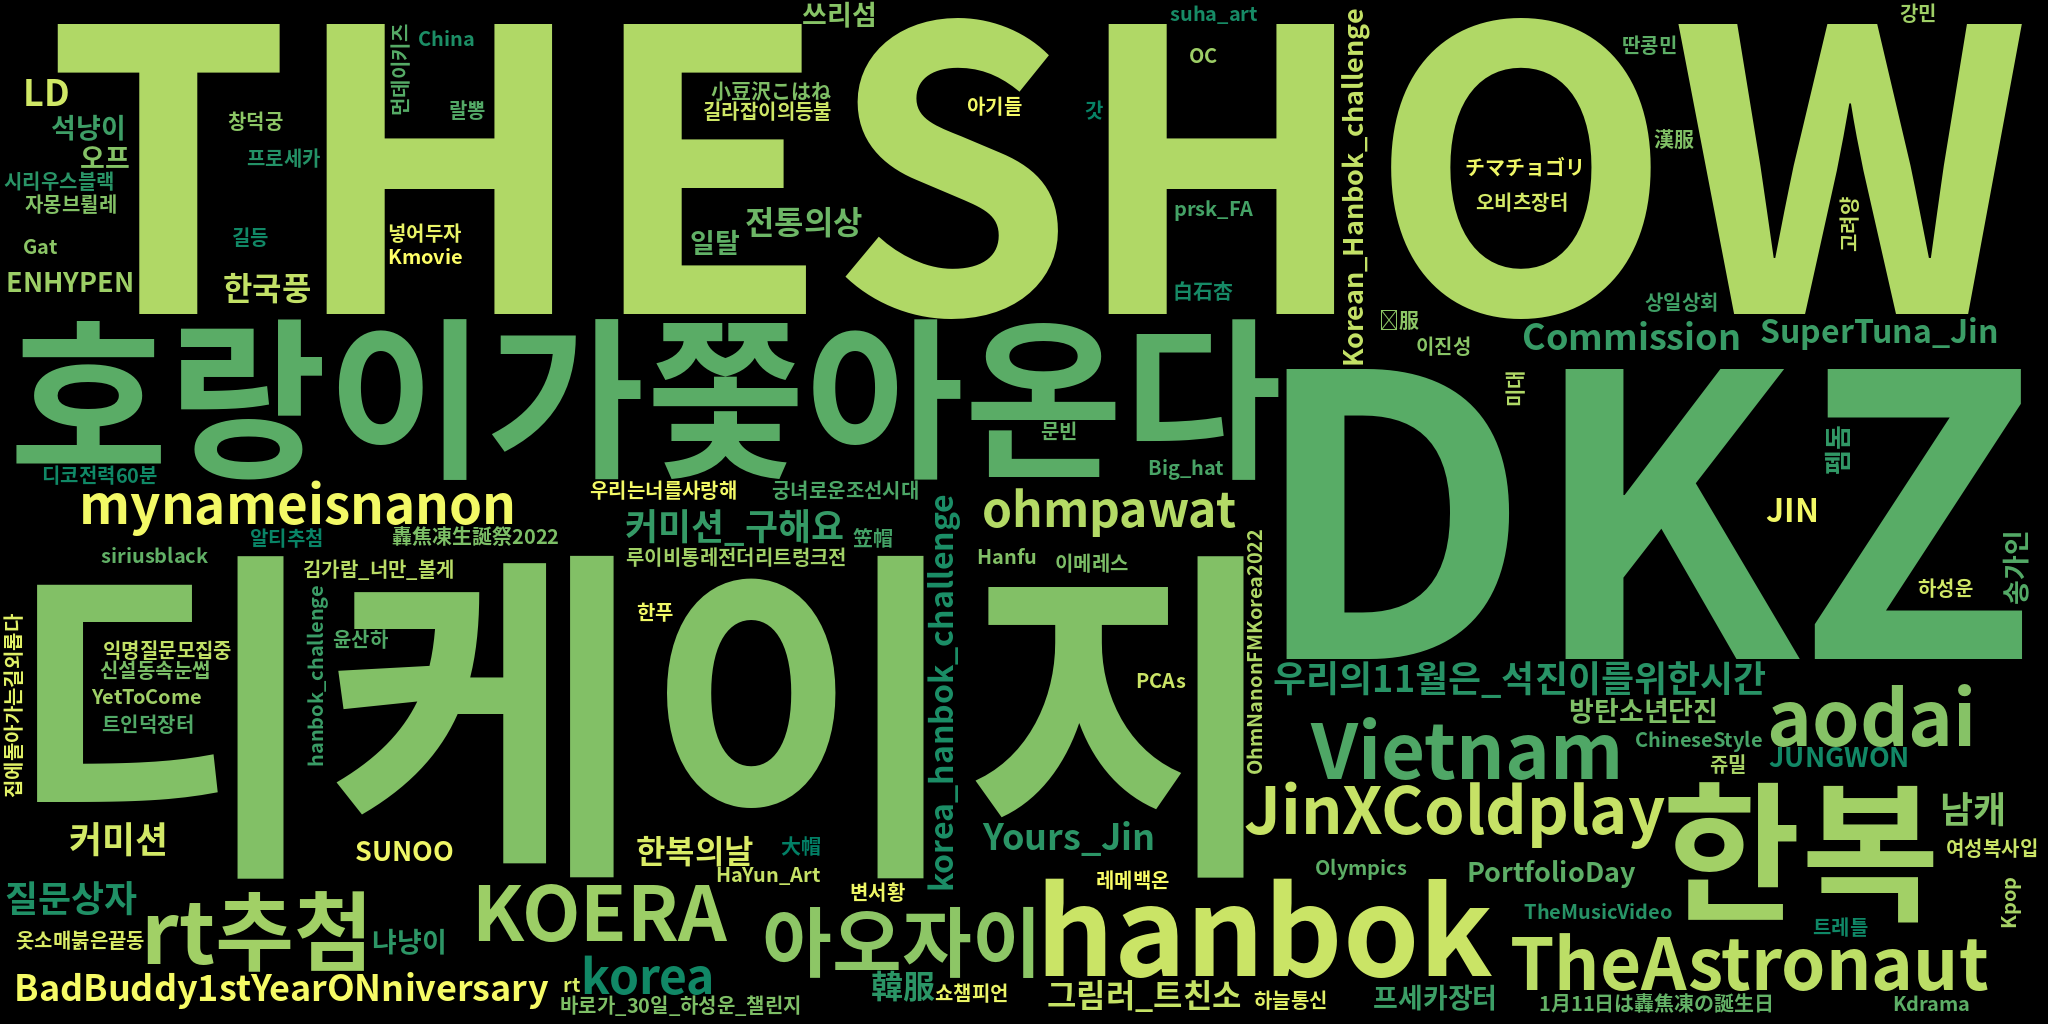 쓰리섬
suha_art
강민
THESHOW
먼데이키즈
China
OC
Korean_Hanbok_challenge
딴콩민
LD
小豆沢こはね
길라잡이의등불
아기들
갓
창덕궁
랄뽕
석냥이
오프
프로세카
漢服
チマチョゴリ
시리우스블랙
자몽브륄레
오비츠장터
prsk_FA
전통의상
일탈
길등
넣어두자
Kmovie
고려양
Gat
ENHYPEN
한국풍
白石杏
상일상회
服
이진성
Commission
SuperTuna_Jin
호랑이가쫓아온다
DKZ
미대
문빈
펨돔
Big_hat
디코전력60분
mynameisnanon
우리는너를사랑해
궁녀로운조선시대
korea_hanbok_challenge
ohmpawat
JIN
커미션_구해요
笠帽
알티추첨
轟焦凍生誕祭2022
siriusblack
김가람_너만_볼게
루이비통레전더리트렁크전
Hanfu
이메레스
OhmNanonFMKorea2022
송가인
하성운
디케이지
hanbok_challenge
한푸
윤산하
집에돌아가는길외롭다
익명질문모집중
신설동속눈썹
YetToCome
트인덕장터
PCAs
우리의11월은_석진이를위한시간
방탄소년단진
aodai
Vietnam
ChineseStyle
JUNGWON
쥬밀
JinXColdplay
한복
남캐
커미션
SUNOO
한복의날
大帽
Yours_Jin
여성복사입
HaYun_Art
변서황
레메백온
Olympics
PortfolioDay
질문상자
rt추첨
KOERA
아오자이
hanbok
TheMusicVideo
Kpop
트레틀
옷소매붉은끝동
냐냥이
TheAstronaut
BadBuddy1stYearONniversary
rt
korea
韓服
쇼챔피언
그림러_트친소
하늘통신
프세카장터
바로가_30일_하성운_챌린지
1月11日は轟焦凍の誕生日
Kdrama